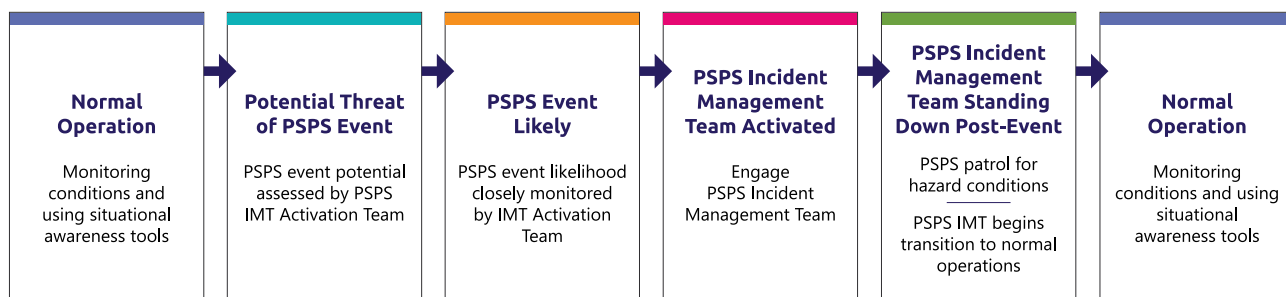 Normal
Operation
Monitoring
conditions and
using situational
awareness tools
Potential Threat
of PSPS Event
PSPS event potential
assessed by PSPS
IMT Activation Team
PSPS Event
Likely
PSPS event likelihood
closely monitored
by IMT Activation
Team
PSPS Incident
Management
Team Activated
Engage
PSPS Incident
Management Team
PSPS Incident
Management
Team Standing
Down Post-Event
PSPS patrol for
hazard conditions
PSPS IMT begins
transition to normal
operations
Normal
Operation
Monitoring
conditions and using
situational
awareness tools